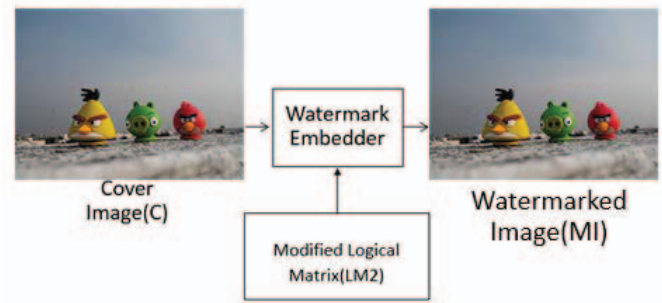 Watermark
Embedder
Cover
Image(C)
Watermarked
Image(MI)
Modified Logical
Matrix(LM2)